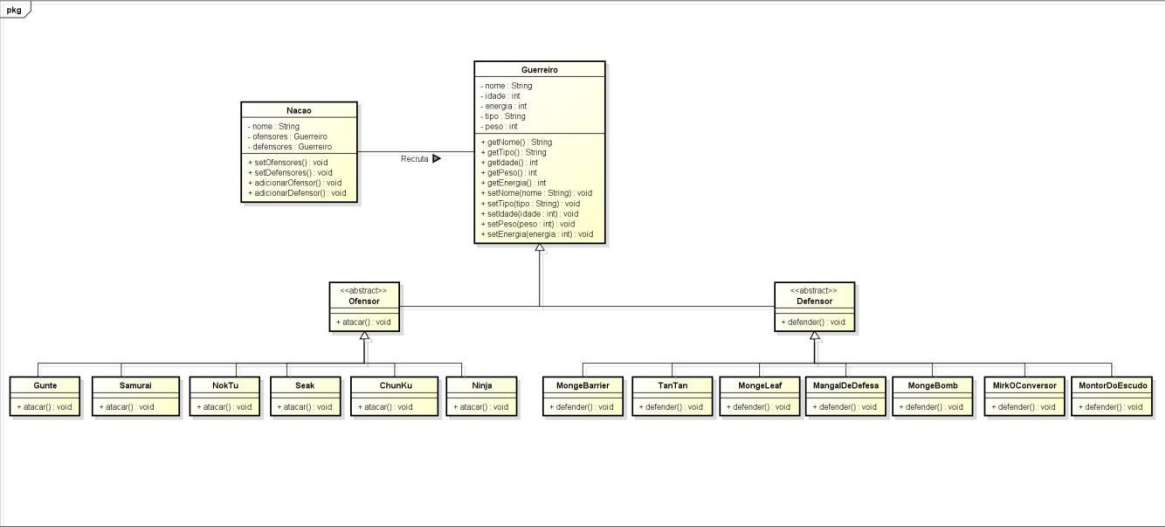 pkg
Guerreiro
- nome : String
- idade : int
- energia : int
- tipo : String
- peso : int
+ getNome() : String
+ getTipo() : String
+ getIdade() : int
+ getPeso() : int
+ getEnergia() : int
+ setNome(nome : String) : void
+ setTipo(tipo : String) : void
+ setIdade(idade : int) : void
+ setPeso(peso : int) : void
+ setEnergia(energia : int) : void
Nacao
- nome : String
- ofensores : Guerreiro
- defensores : Guerreiro
+ setOfensores() : void
+ setDefensores() : void
+ adicionarOfensor() : void
+ adicionarDefensor() : void
Recruta
<<abstract>>
Ofensor
+ atacar() : void
<<abstract>>
Defensor
+ defender() : void
Gunte
+ atacar() : void
Samurai
+ atacar() : void
NokTu
+ atacar() : void
Seak
+ atacar() : void
ChunKu
+ atacar() : void
Ninja
+ atacar() : void
MongeBarrier
+ defender() : void
TanTan
+ defender() : void
MongeLeaf
+ defender() : void
MangalDeDefesa
+ defender() : void
MongeBomb
+ defender() : void
MirkOConversor
+ defender() : void
MontorDoEscudo
+ defender() : void